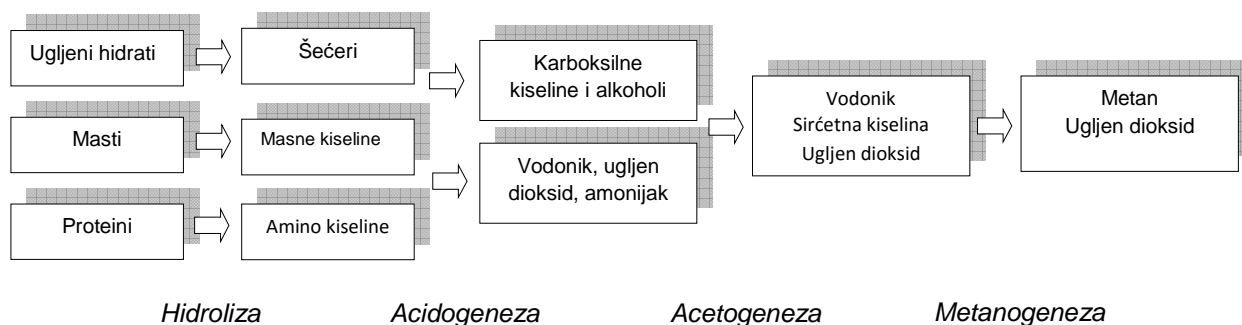 Ugljeni hidrati
Šećeri
Karboksilne
kiseline i alkoholi
Masti
Masne kiseline
Vodonik, ugljen
dioksid, amonijak
Proteini
Amino kiseline
Vodonik
Sirćetna kiselina
Ugljen dioksid
Metan
Ugljen dioksid
Hidroliza
Acidogeneza
Acetogeneza
Metanogeneza